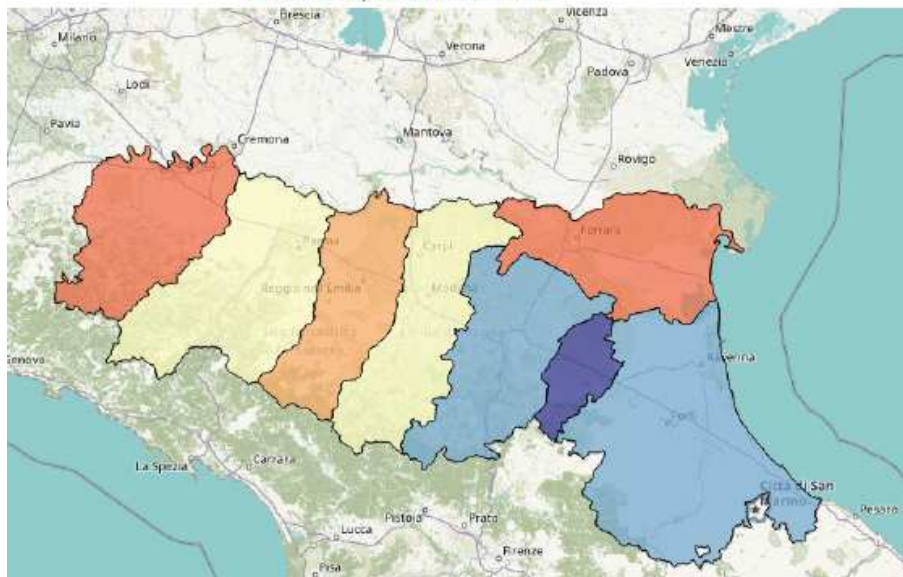 Brescia
Vicenza
Milano
Verona
Mestre
Padova
Venezia
Lodi
Pavia
Cremona
Mantova
Rovigo
Ferrara
Parma
Carpi
Reggio nell'Emilia
Modena
Genova
Ravenna
Forlì
La Spezia
Carrara
Città di San
Marino
Pesaro
Pistoia
Prato
Lucca
Firenze
Pisa